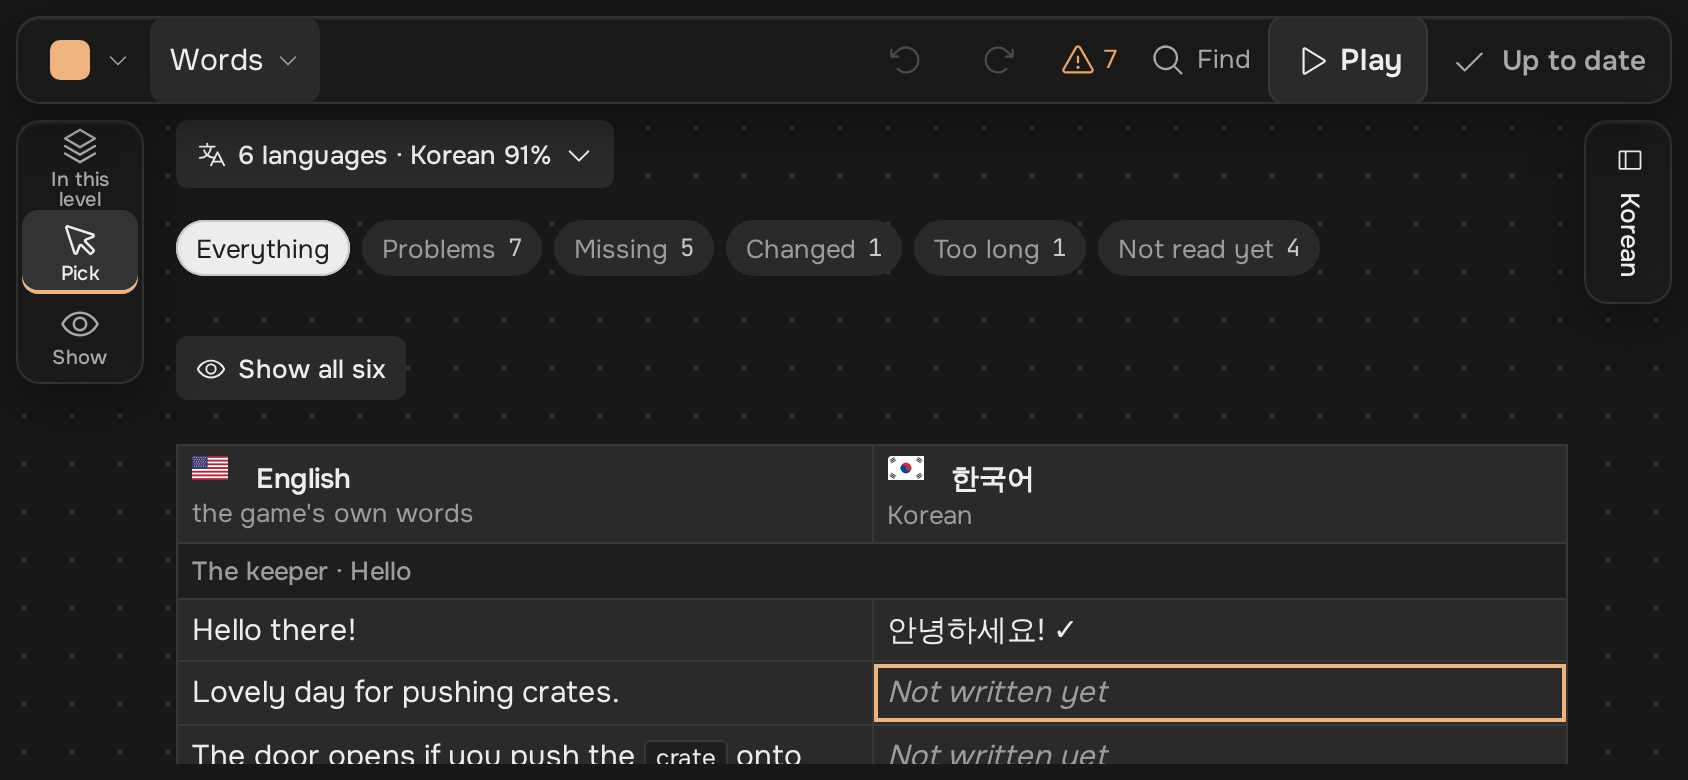 Words
7
Find
Play
Up to date
In this
level
Pick
Show
6 languages · Korean 91%
Everything
Problems 7
Missing 5
Changed 1
Too long 1
Not read yet 4
Korean
Show all six
English
the game's own words
한국어
Korean
The keeper · Hello
Hello there!
안녕하세요! ✓
Lovely day for pushing crates.
Not written yet
The door opens if you push the crate onto
Not written yet